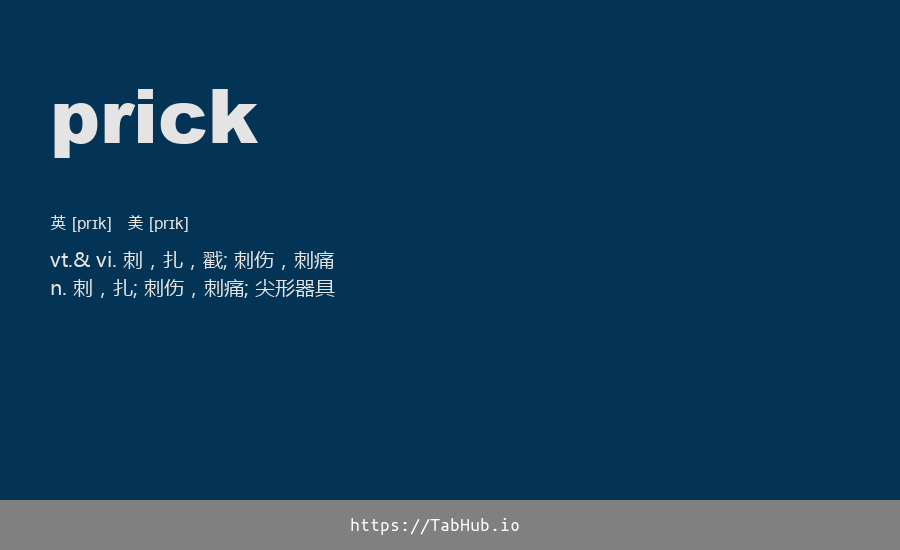 prick
英 [prɪk] 美 [prɪk]
vt.& vi. 刺，扎，戳; 刺伤，刺痛
n. 刺，扎; 刺伤，刺痛; 尖形器具
https://TabHub.io